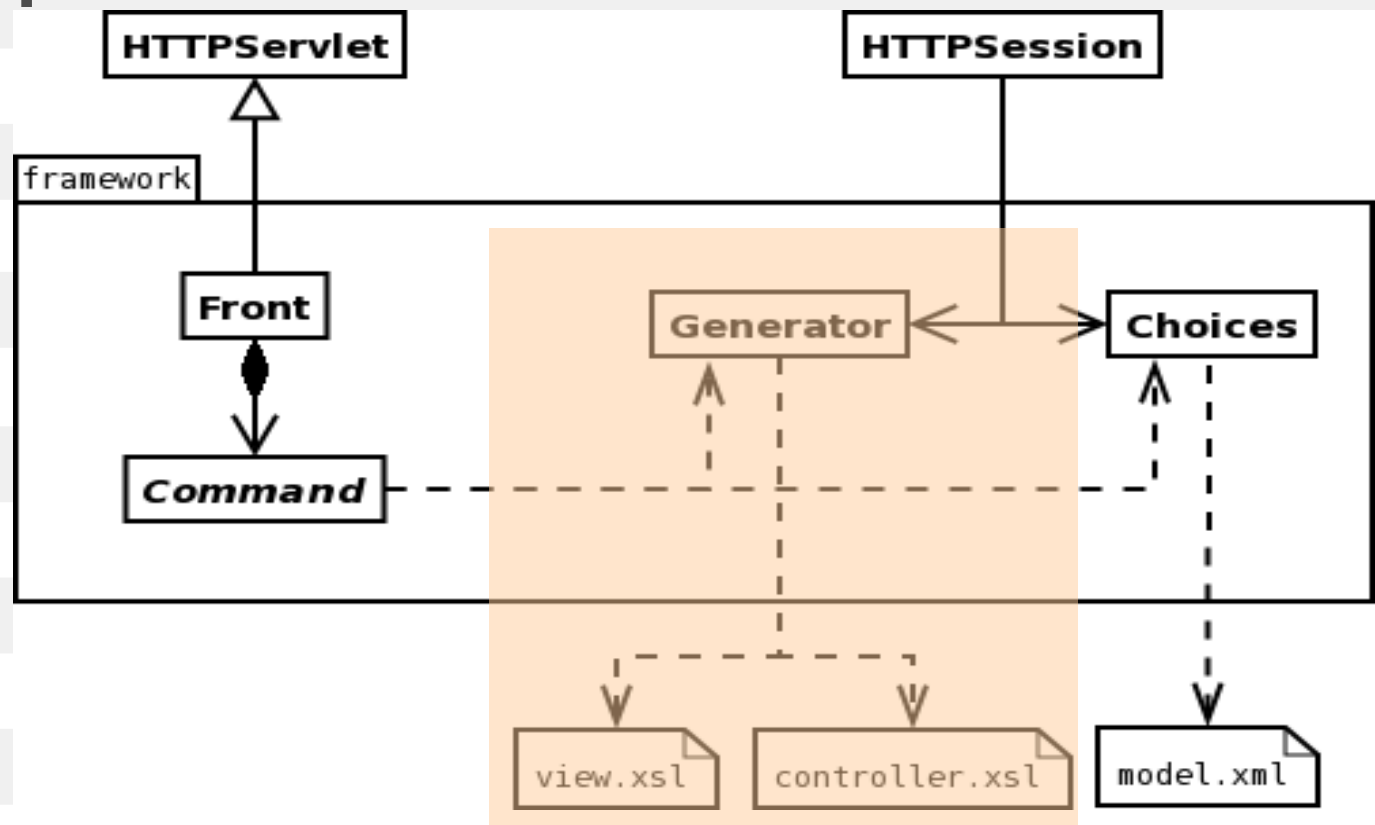 HTTPServlet
HTTPSession
framework
Front
Generator
Choices
Command
view.xsl
controller.xsl
model.xml